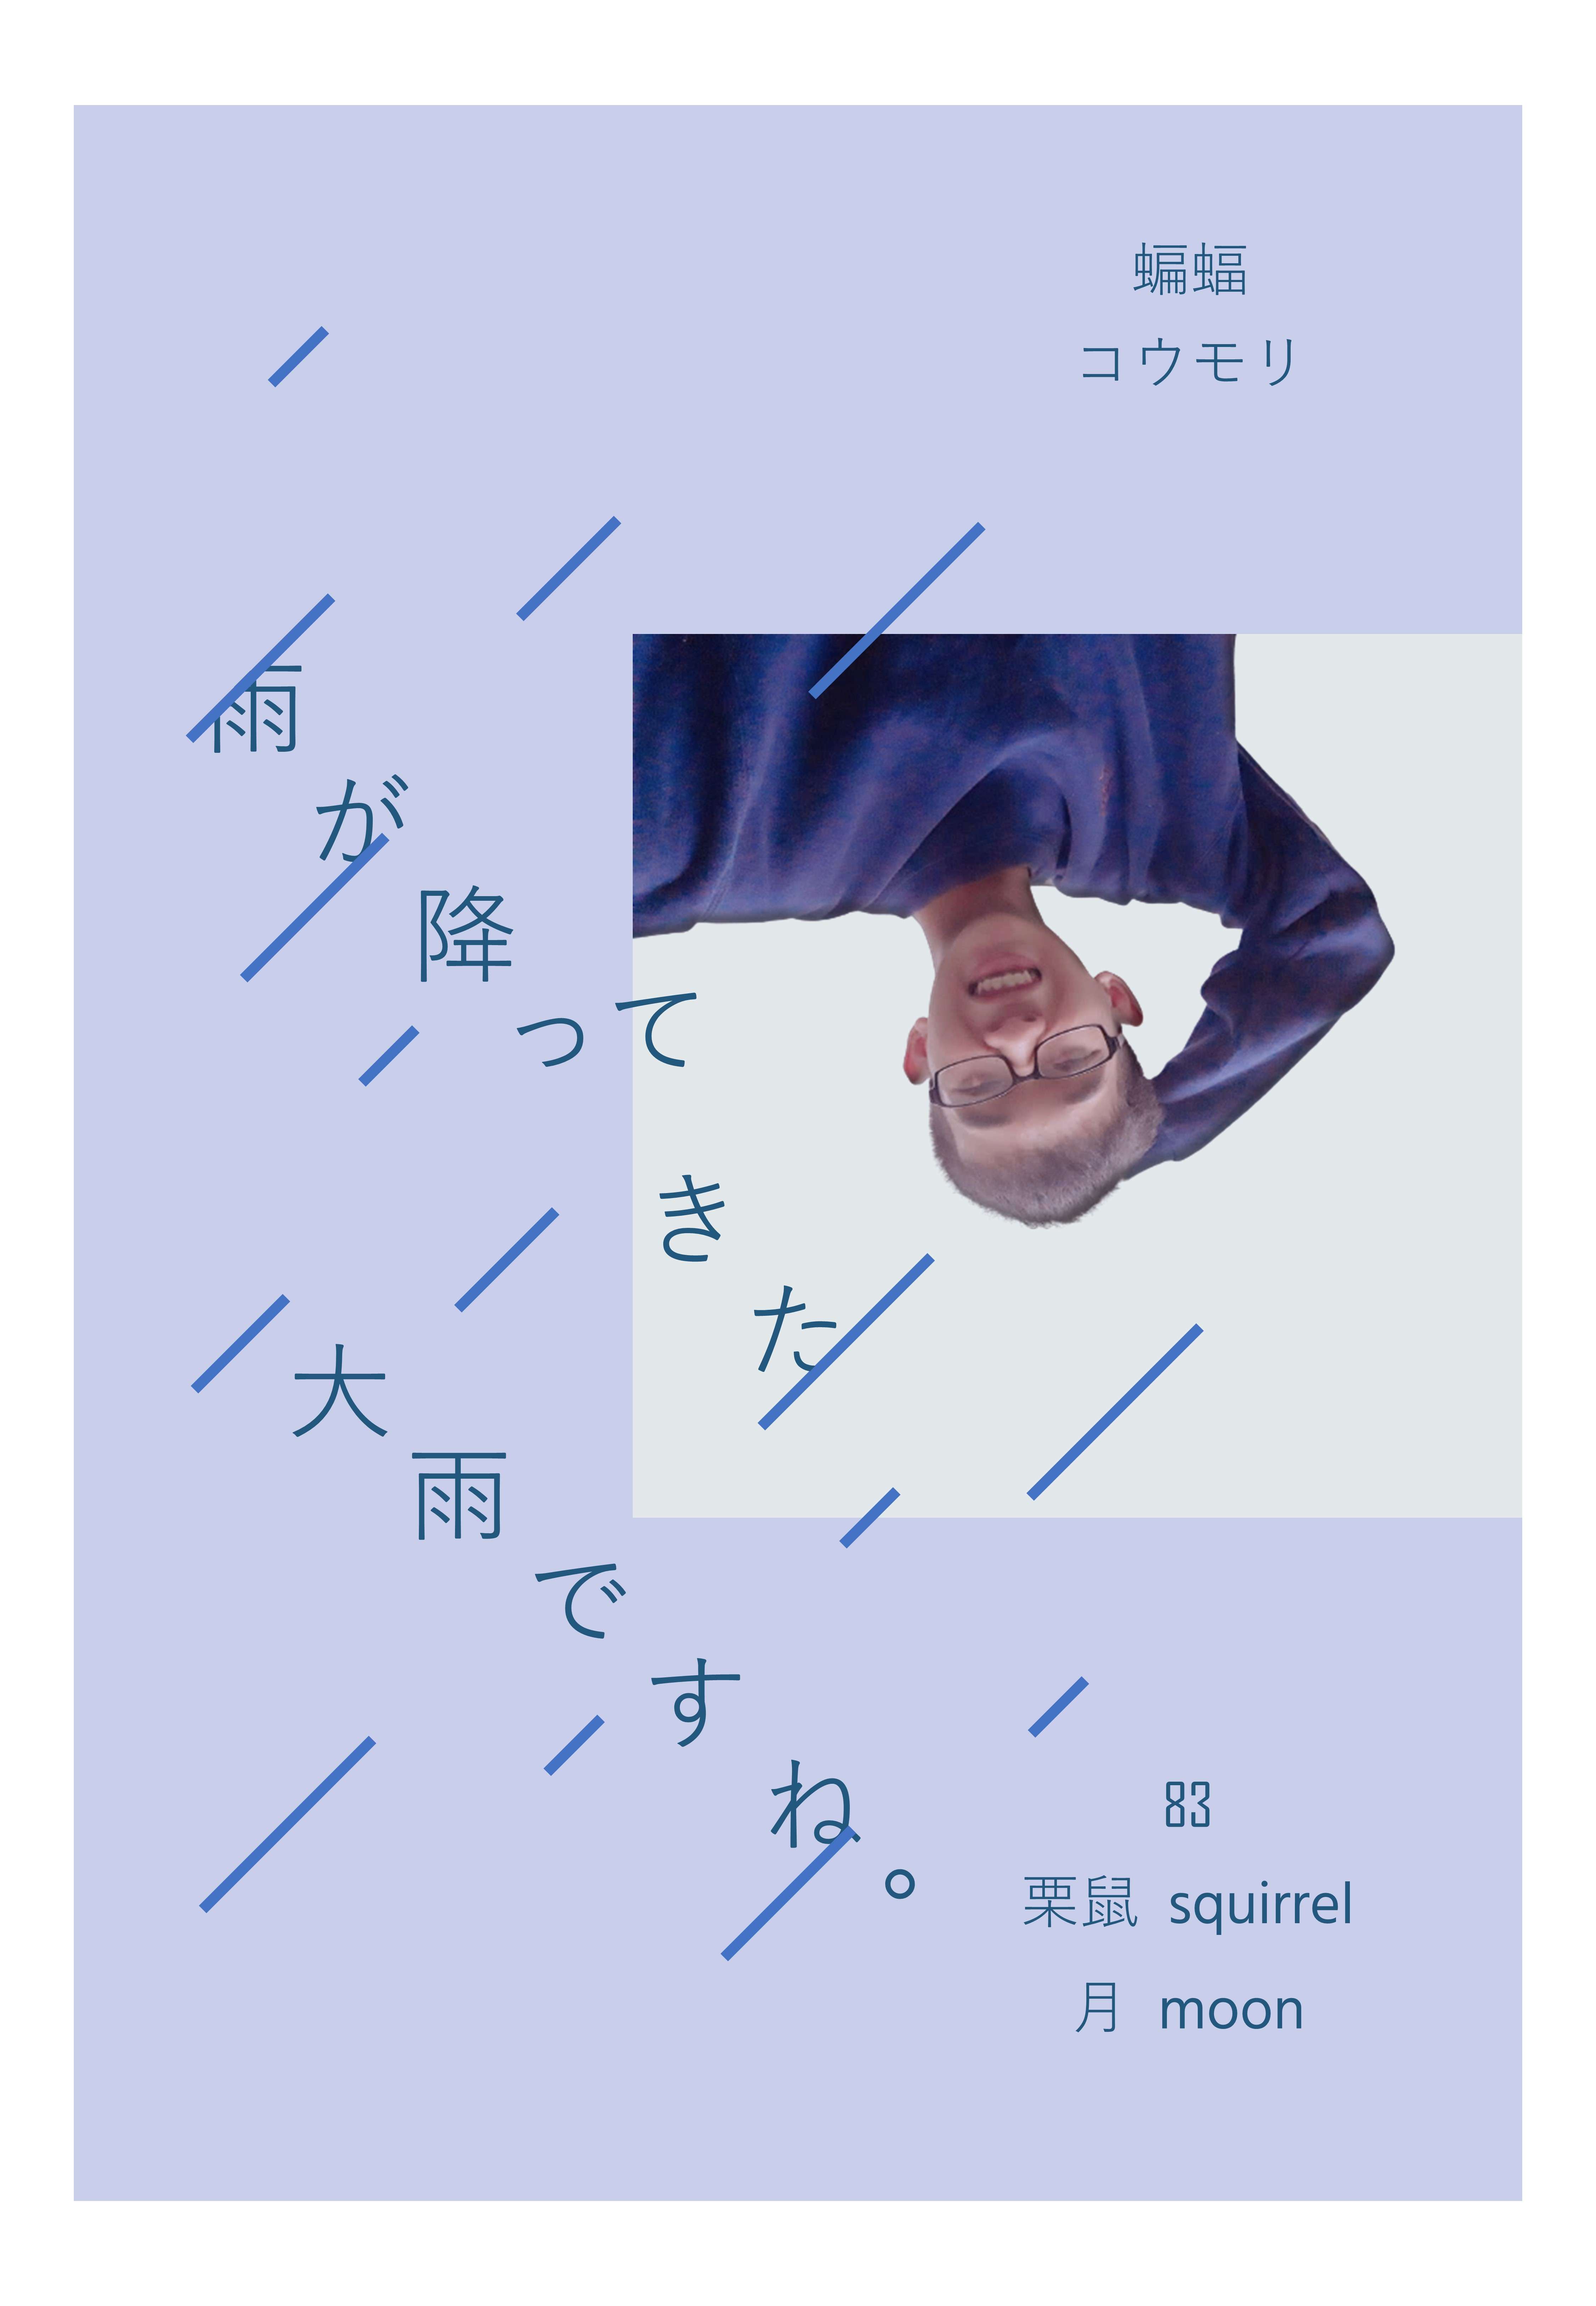 蝙蝠
コウモリ
雨が降ってきた
大雨ですね。
83
栗鼠 squirrel
月 moon